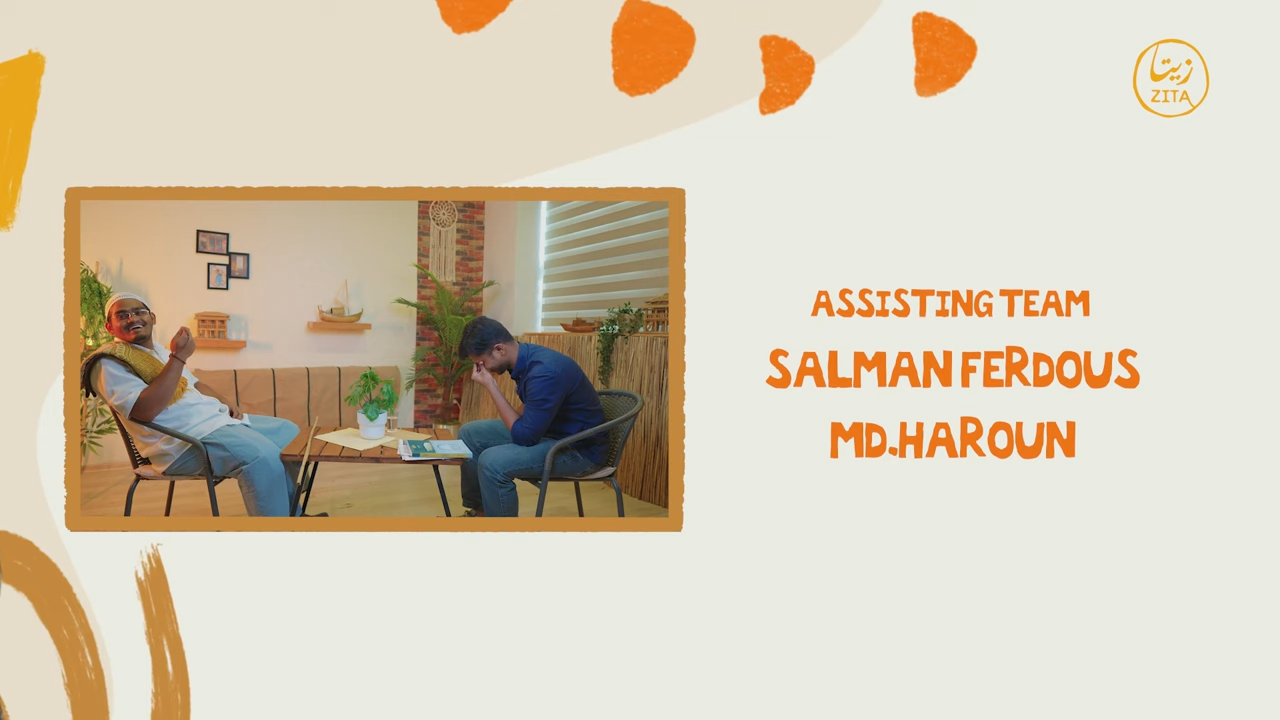 زيتا
ZITA
ASSISTING TEAM
SALMAN FERDOUS
MD.HAROUN